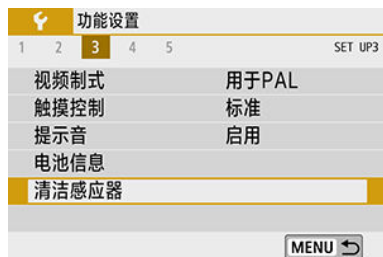 功能设置
1 2 3 4 5 SET UP3
视频制式 用于PAL
触摸控制 标准
提示音 启用
电池信息
清洁感应器
MENU